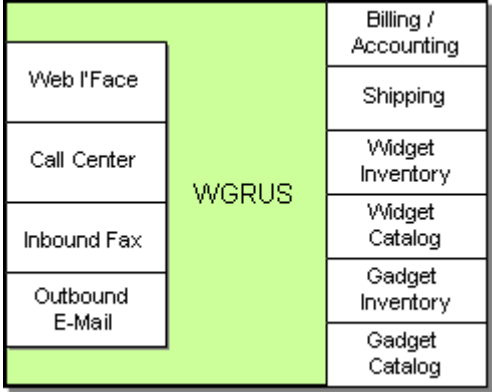 Web I'Face
Call Center
Inbound Fax
Outbound
E-Mail
WGRUS
Billing /
Accounting
Shipping
Widget
Inventory
Widget
Catalog
Gadget
Inventory
Gadget
Catalog